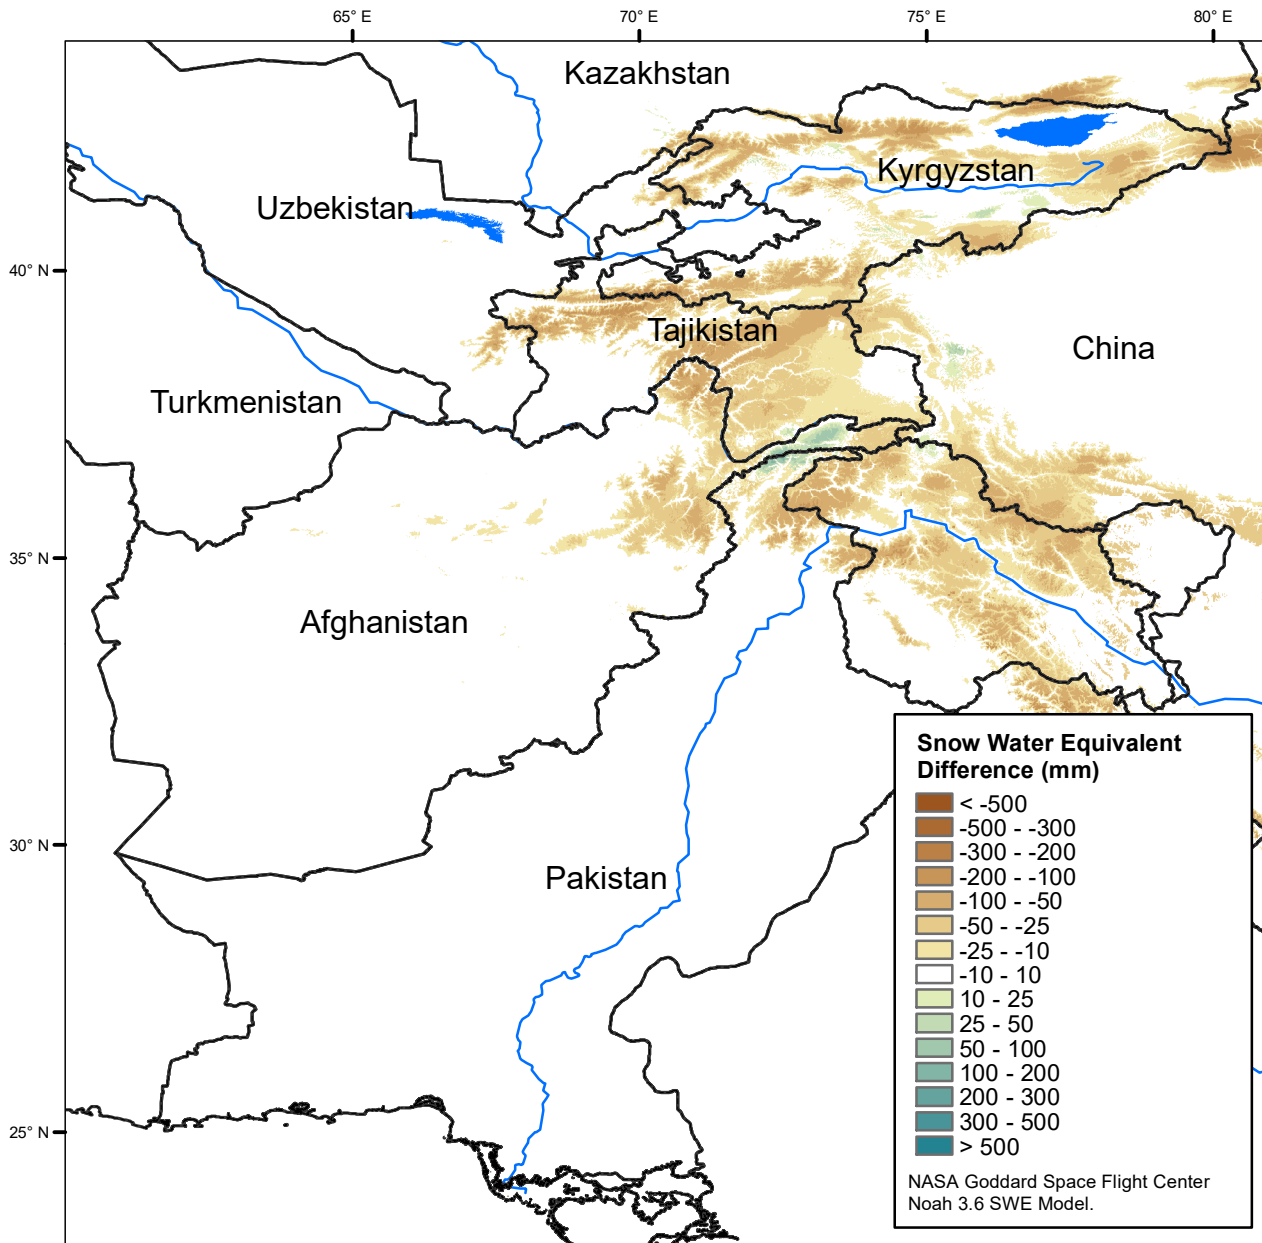 65° E
70° E
75° E
80° E
Kazakhstan
Kyrgyzstan
Uzbekistan
40° N
Tajikistan
China
Turkmenistan
35° N
Afghanistan
Snow Water Equivalent
Difference (mm)
< -500
-500 - -300
-300 - -200
-200 - -100
-100 - -50
-50 - -25
-25 - -10
-10 - 10
10 - 25
25 - 50
50 - 100
100 - 200
200 - 300
300 - 500
> 500
NASA Goddard Space Flight Center
Noah 3.6 SWE Model.
30° N
Pakistan
25° N